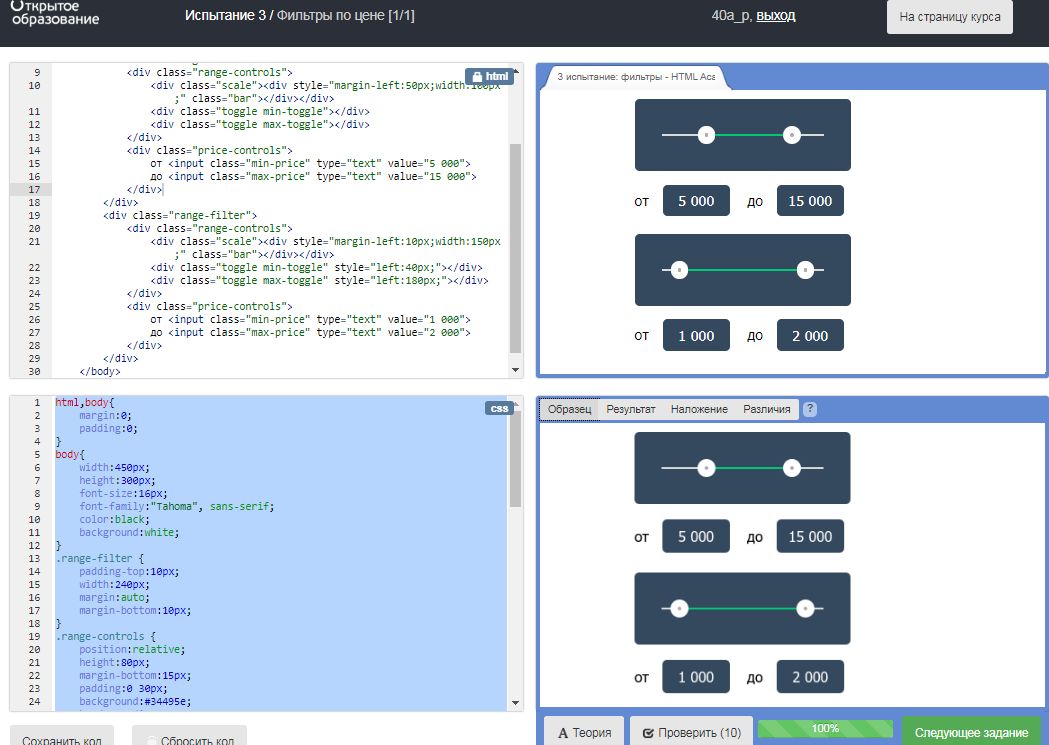 Открытое
образование
Испытание 3 / Фильтры по цене [1/1]
40a_p, выход
На страницу курса
html
9 <div class="range-controls">
10 <div class="scale"><div style="margin-left:50px;width:100px
;" class="bar"></div></div>
11 <div class="toggle min-toggle"></div>
12 <div class="toggle max-toggle"></div>
13 </div>
14 <div class="price-controls">
15 от <input class="min-price" type="text" value="5 000">
16 до <input class="max-price" type="text" value="15 000">
17 </div>
18 </div>
19 <div class="range-filter">
20 <div class="range-controls">
21 <div class="scale"><div style="margin-left:10px;width:150px
;" class="bar"></div></div>
22 <div class="toggle min-toggle" style="left:40px;"></div>
23 <div class="toggle max-toggle" style="left:180px;"></div>
24 </div>
25 <div class="price-controls">
26 от <input class="min-price" type="text" value="1 000">
27 до <input class="max-price" type="text" value="2 000">
28 </div>
29 </div>
30 </body>
3 испытание: фильтры - HTML Aca
от 5 000 до 15 000
от 1 000 до 2 000
css
1 html,body{
2 margin:0;
3 padding:0;
4 }
5 body{
6 width:450px;
7 height:300px;
8 font-size:16px;
9 font-family:"Tahoma", sans-serif;
10 color:black;
11 background:white;
12 }
13 .range-filter {
14 padding-top:10px;
15 width:240px;
16 margin:auto;
17 margin-bottom:10px;
18 }
19 .range-controls {
20 position:relative;
21 height:80px;
22 margin-bottom:15px;
23 padding:0 30px;
24 background:#34495e;
Образец Результат Наложение Различия ?
от 5 000 до 15 000
от 1 000 до 2 000
Сохранить код Сбросить код
A Теория Проверить (10) 100% Следующее задание